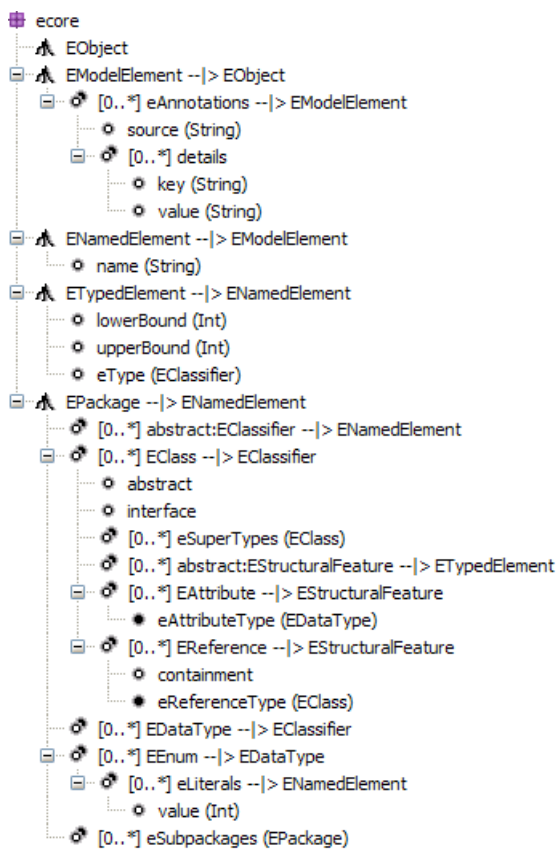 ecore
EObject
EModelElement --|> EObject
[0..*] eAnnotations --|> EModelElement
source (String)
[0..*] details
key (String)
value (String)
ENamedElement --|> EModelElement
name (String)
ETypedElement --|> ENamedElement
lowerBound (Int)
upperBound (Int)
eType (EClassifier)
EPackage --|> ENamedElement
[0..*] abstract:EClassifier --|> ENamedElement
[0..*] EClass --|> EClassifier
abstract
interface
[0..*] eSuperTypes (EClass)
[0..*] abstract:EStructuralFeature --|> ETypedElement
[0..*] EAttribute --|> EStructuralFeature
eAttributeType (EDataType)
[0..*] EReference --|> EStructuralFeature
containment
eReferenceType (EClass)
[0..*] EDataType --|> EClassifier
[0..*] EEnum --|> EDataType
[0..*] eLiterals --|> ENamedElement
value (Int)
[0..*] eSubpackages (EPackage)